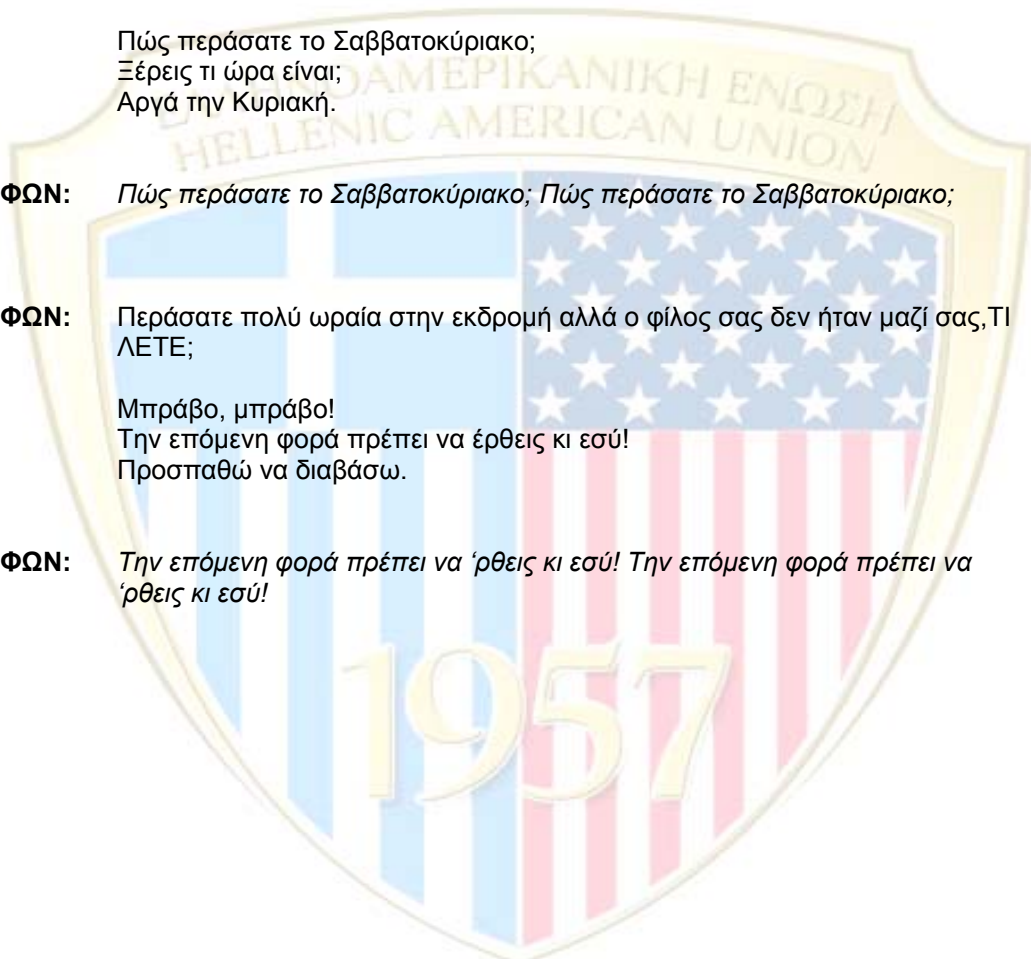 Πώς περάσατε το Σαββατοκύριακο;
Ξέρεις τι ώρα είναι;
Αργά την Κυριακή.
ΕΛΛΗΝΟΑΜΕΡΙΚΑΝΙΚΗ ΕΝΩΣΗ
HELLENIC AMERICAN UNION
ΦΩΝ: Πώς περάσατε το Σαββατοκύριακο; Πώς περάσατε το Σαββατοκύριακο;
ΦΩΝ: Περάσατε πολύ ωραία στην εκδρομή αλλά ο φίλος σας δεν ήταν μαζί σας,ΤΙ
ΛΕΤΕ;
Μπράβο, μπράβο!
Την επόμενη φορά πρέπει να έρθεις κι εσύ!
Προσπαθώ να διαβάσω.
ΦΩΝ: Την επόμενη φορά πρέπει να ‘ρθεις κι εσύ! Την επόμενη φορά πρέπει να
‘ρθεις κι εσύ!
1957